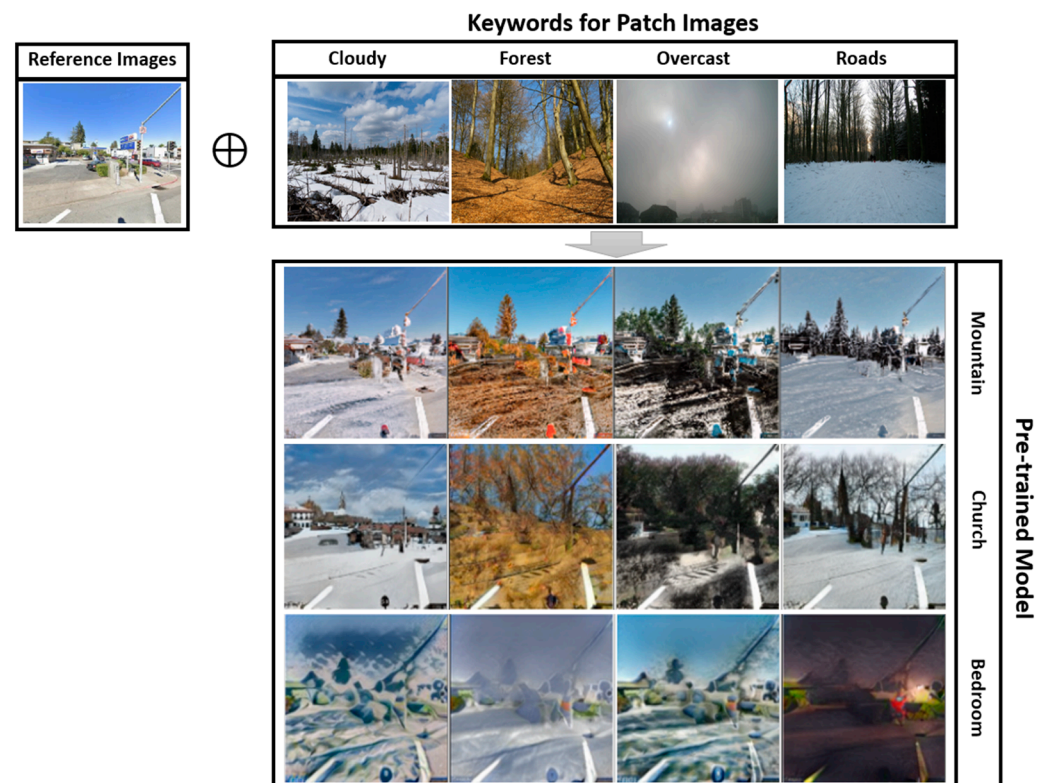 Keywords for Patch Images
Reference Images
Cloudy
Forest
Overcast
Roads
Mountain
Church
Bedroom
Pre-trained Model